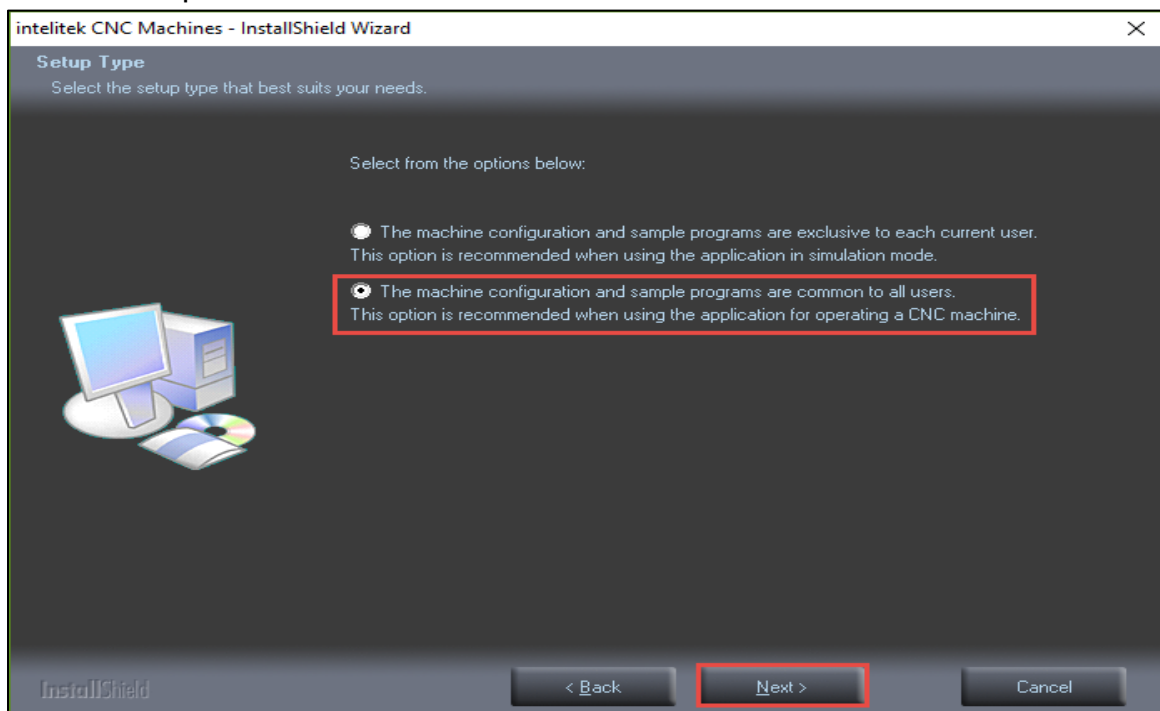 intelitek CNC Machines - InstallShield Wizard
Setup Type
Select the setup type that best suits your needs.
Select from the options below:
The machine configuration and sample programs are exclusive to each current user.
This option is recommended when using the application in simulation mode.
The machine configuration and sample programs are common to all users.
This option is recommended when using the application for operating a CNC machine.
InstallShield
< Back
Next >
Cancel